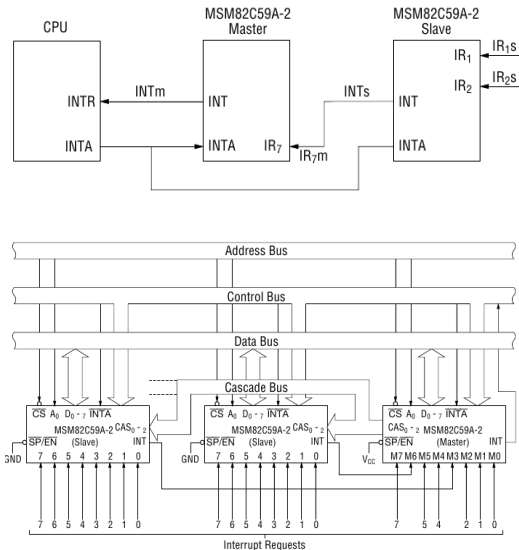 MSM82C59A-2
Master
MSM82C59A-2
Slave
CPU
IR1
IR1s
IR2
IR2s
INTR
INTm
INT
INTs
INT
INTA
INTA
IR7
IR7m
INTA
Address Bus
Control Bus
Data Bus
Cascade Bus
CS A0 D0 - 7 INTA
CAS0 - 2
MSM82C59A-2
(Slave)
SP/EN
INT
GND
7 6 5 4 3 2 1 0
7 6 5 4 3 2 1 0
CS A0 D0 - 7 INTA
CAS0 - 2
MSM82C59A-2
(Slave)
SP/EN
INT
GND
7 6 5 4 3 2 1 0
7 6 5 4 3 2 1 0
CS A0 D0 - 7 INTA
CAS0 - 2
MSM82C59A-2
(Master)
SP/EN
INT
VCC
M7 M6 M5 M4 M3 M2 M1 M0
7 5 4 2 1 0
Interrupt Requests